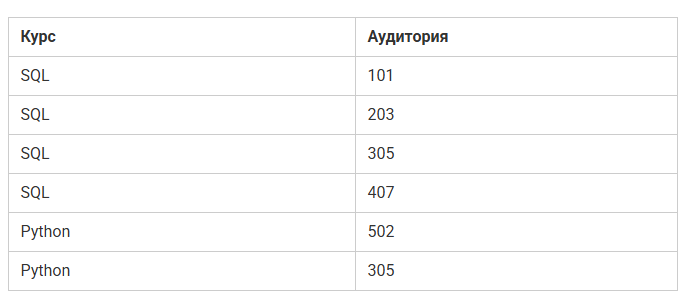 Курс Аудитория
SQL 101
SQL 203
SQL 305
SQL 407
Python 502
Python 305